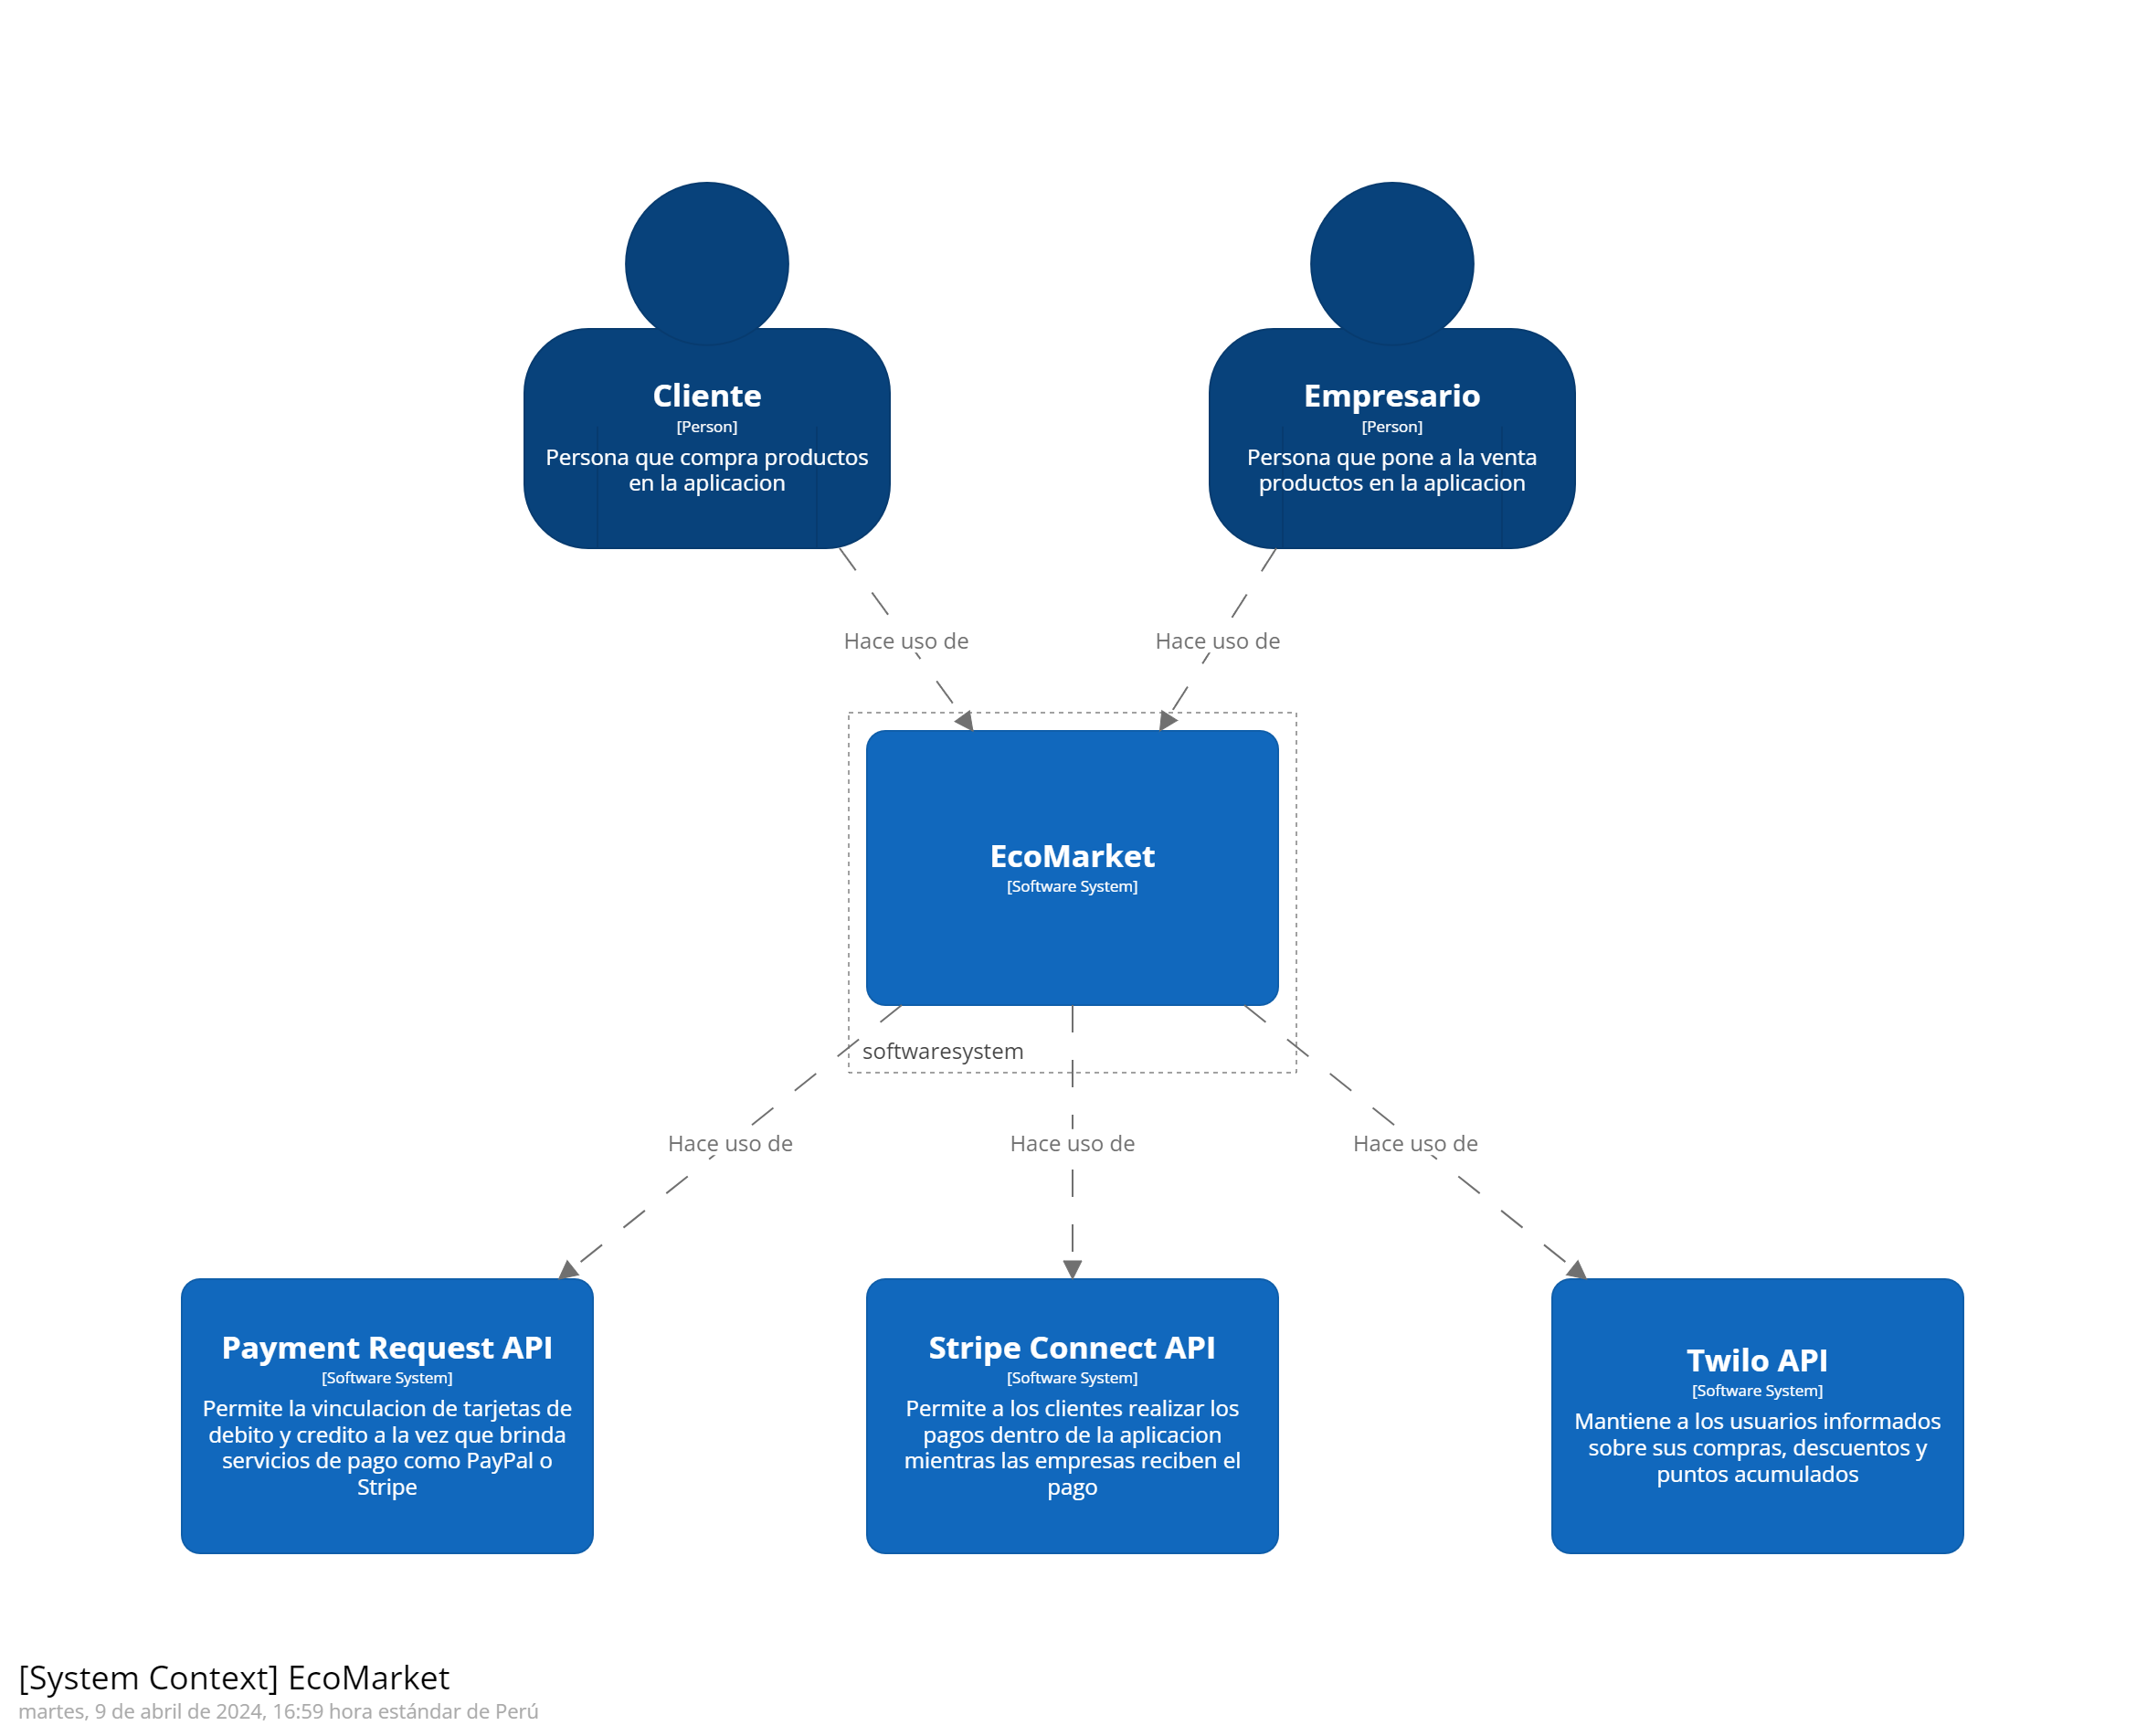 Cliente
[Person]
Persona que compra productos
en la aplicacion
Empresario
[Person]
Persona que pone a la venta
productos en la aplicacion
Hace uso de
Hace uso de
EcoMarket
[Software System]
softwaresystem
Hace uso de
Hace uso de
Hace uso de
Payment Request API
[Software System]
Permite la vinculacion de tarjetas de
debito y credito a la vez que brinda
servicios de pago como PayPal o
Stripe
Stripe Connect API
[Software System]
Permite a los clientes realizar los
pagos dentro de la aplicacion
mientras las empresas reciben el
pago
Twilo API
[Software System]
Mantiene a los usuarios informados
sobre sus compras, descuentos y
puntos acumulados
[System Context] EcoMarket
martes, 9 de abril de 2024, 16:59 hora estándar de Perú